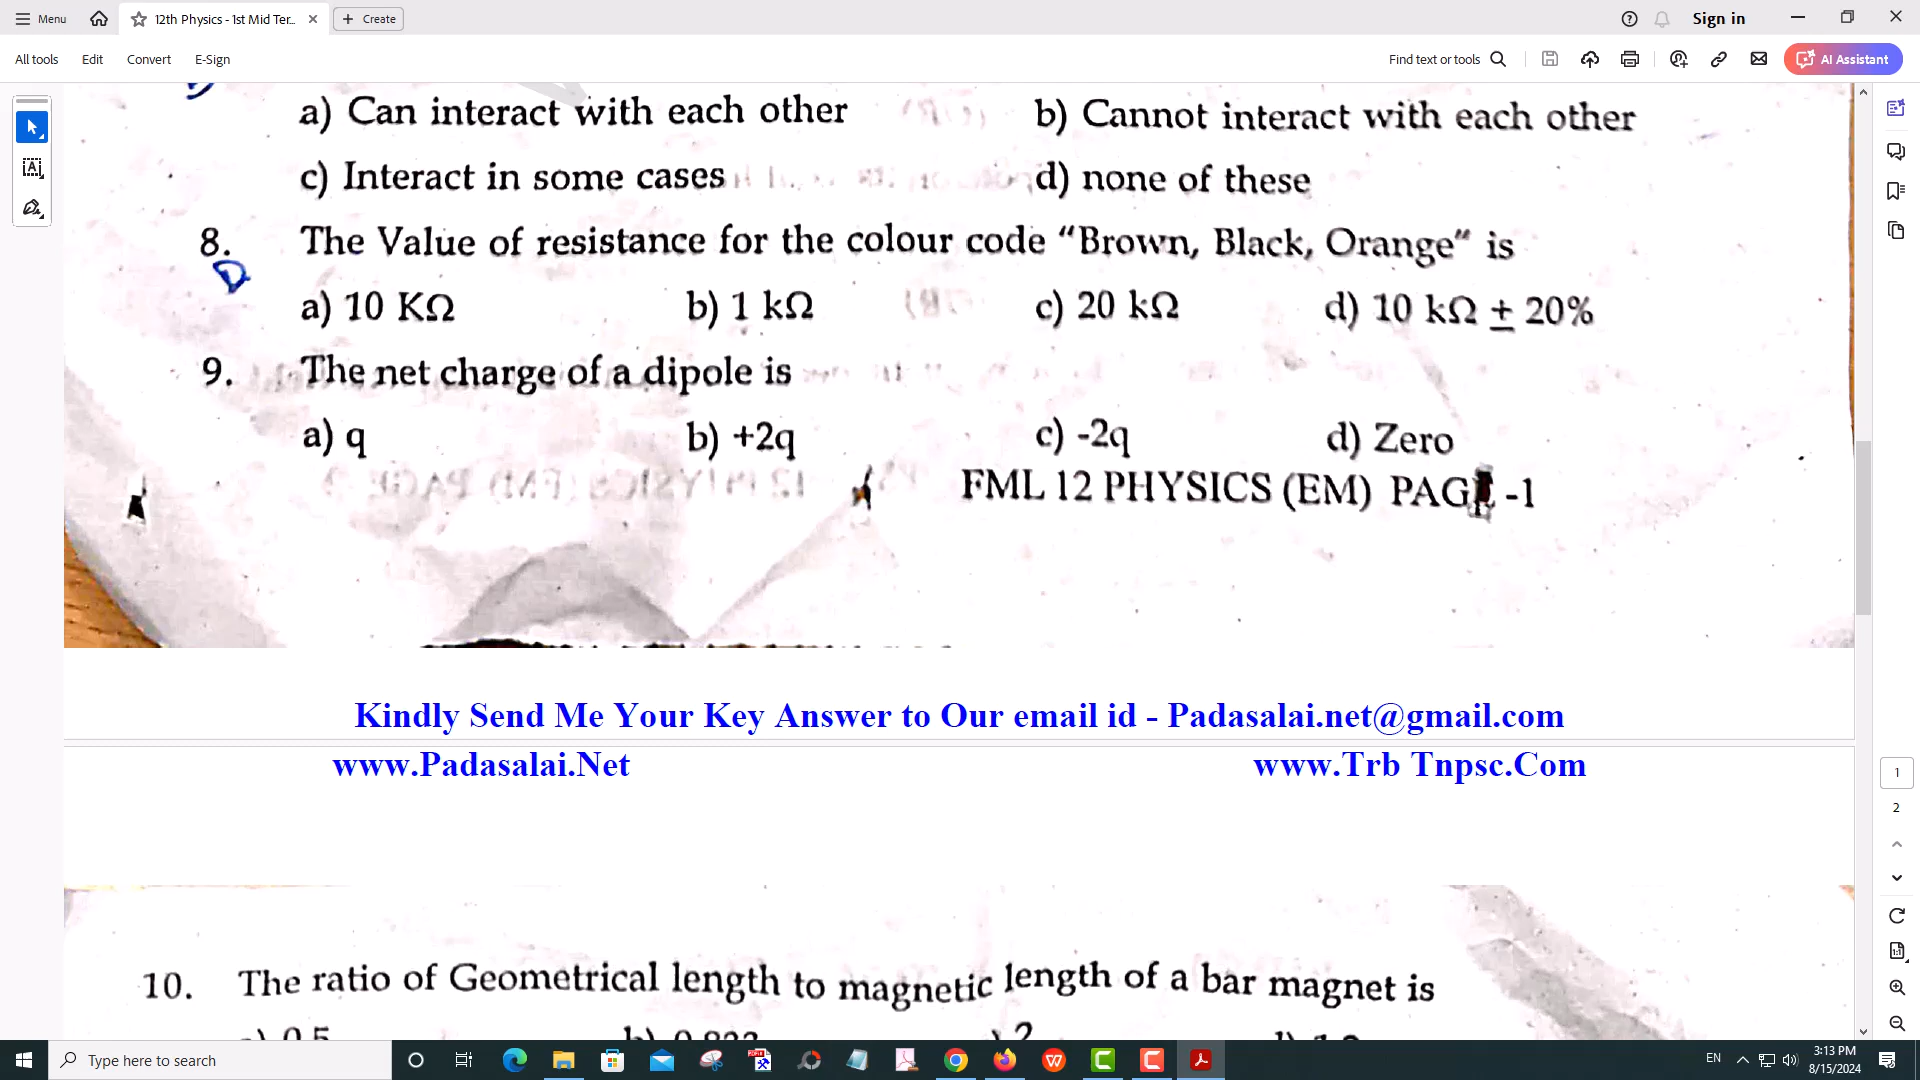 Menu
12th Physics - 1st Mid Ter...
Create
Sign in
All tools Edit Convert E-Sign
Find text or tools
AI Assistant
a) Can interact with each other b) Cannot interact with each other
c) Interact in some cases d) none of these
8. The Value of resistance for the colour code “Brown, Black, Orange” is
D
a) 10 KΩ b) 1 kΩ c) 20 kΩ d) 10 kΩ ± 20%
9. The net charge of a dipole is
a) q b) +2q c) -2q d) Zero
FML 12 PHYSICS (EM) PAGE -1
Kindly Send Me Your Key Answer to Our email id - Padasalai.net@gmail.com
www.Padasalai.Net www.Trb Tnpsc.Com
1
2
10. The ratio of Geometrical length to magnetic length of a bar magnet is
Type here to search
EN
3:13 PM
8/15/2024